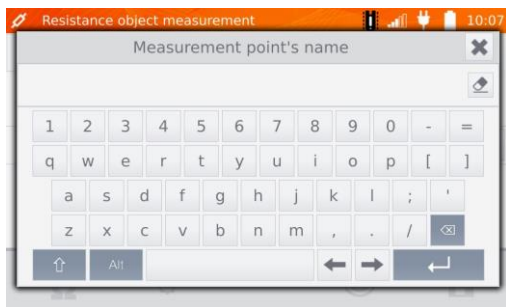 Resistance object measurement 10:07
Measurement point's name
1 2 3 4 5 6 7 8 9 0 - =
q w e r t y u i o p [ ]
a s d f g h j k l ; '
z x c v b n m , . /
Alt